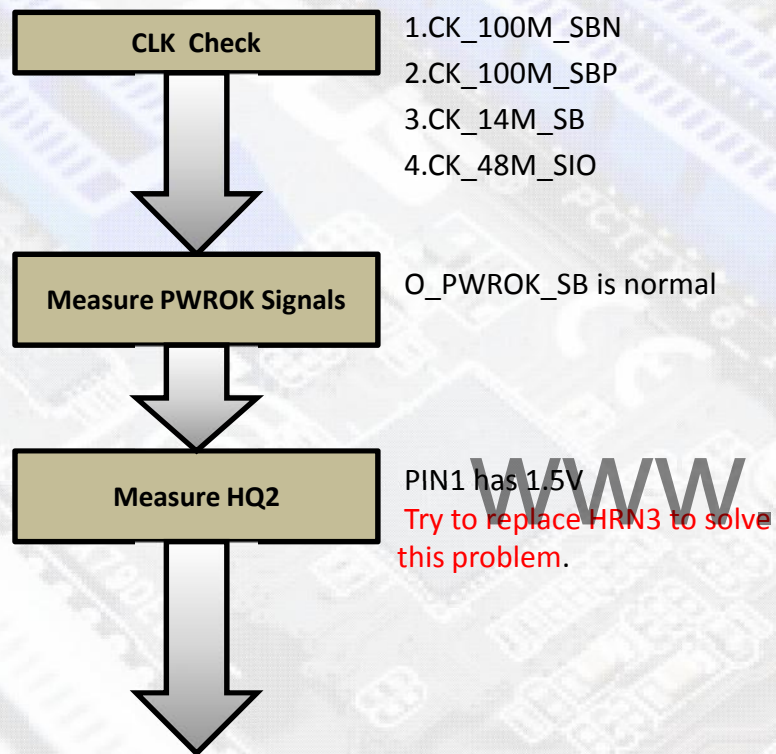 CLK Check
1.CK_100M_SBN
2.CK_100M_SBP
3.CK_14M_SB
4.CK_48M_SIO
Measure PWROK Signals
O_PWROK_SB is normal
Measure HQ2
PIN1 has 1.5V
Try to replace HRN3 to solve
this problem.
www.